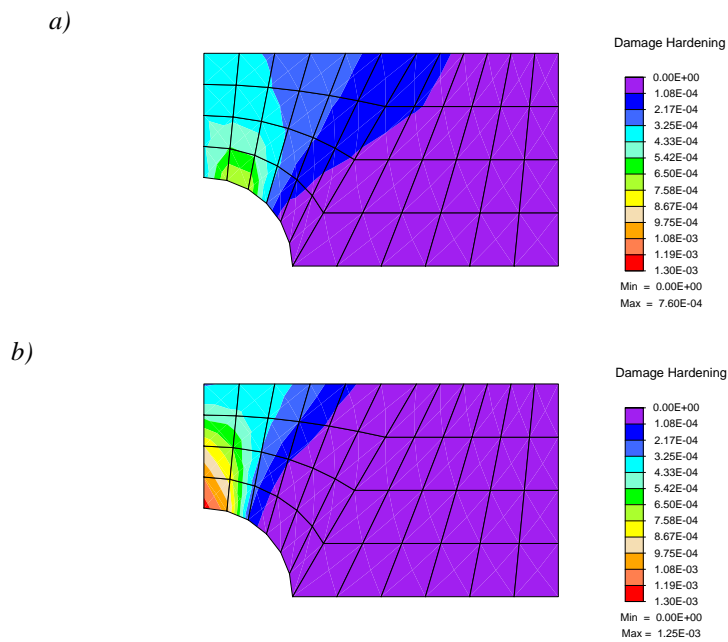 a)
Damage Hardening
0.00E+00
1.08E-04
2.17E-04
3.25E-04
4.33E-04
5.42E-04
6.50E-04
7.58E-04
8.67E-04
9.75E-04
1.08E-03
1.19E-03
1.30E-03
Min = 0.00E+00
Max = 7.60E-04
b)
Damage Hardening
0.00E+00
1.08E-04
2.17E-04
3.25E-04
4.33E-04
5.42E-04
6.50E-04
7.58E-04
8.67E-04
9.75E-04
1.08E-03
1.19E-03
1.30E-03
Min = 0.00E+00
Max = 1.25E-03